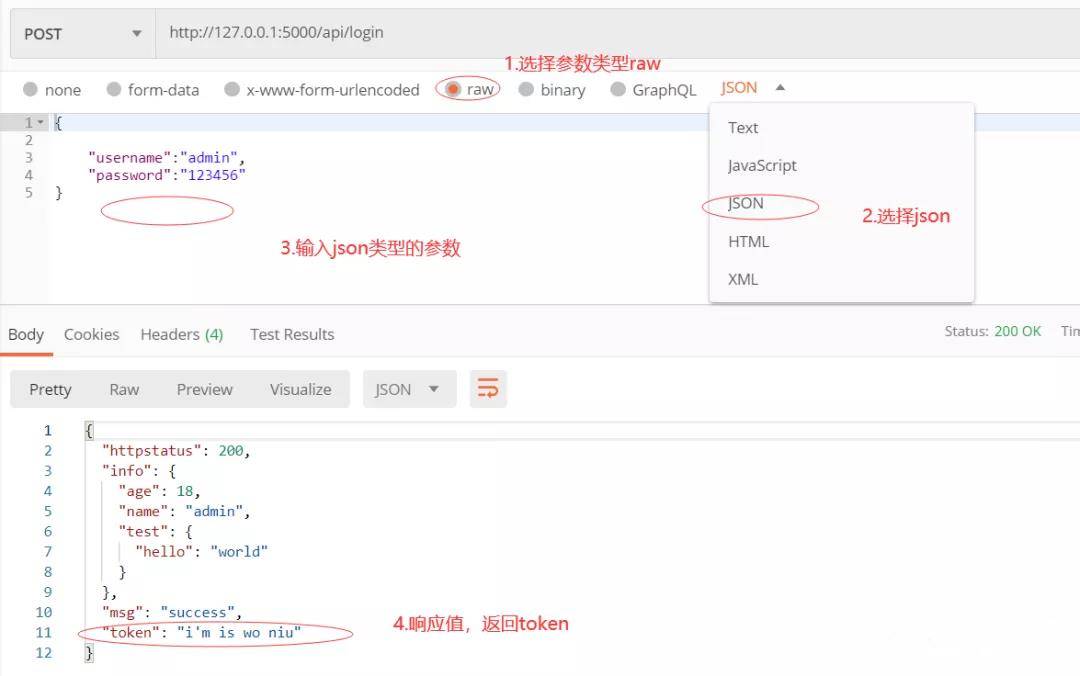 POST http://127.0.0.1:5000/api/login
1.选择参数类型raw
none form-data x-www-form-urlencoded raw binary GraphQL JSON
1 {
2
3 "username":"admin",
4 "password":"123456"
5 }
Text
JavaScript
JSON
HTML
XML
2.选择json
3.输入json类型的参数
Body Cookies Headers (4) Test Results Status: 200 OK Tim
Pretty Raw Preview Visualize JSON
1 {
2 "httpstatus": 200,
3 "info": {
4 "age": 18,
5 "name": "admin",
6 "test": {
7 "hello": "world"
8 }
9 },
10 "msg": "success",
11 "token": "i'm is wo niu"
12 }
4.响应值，返回token